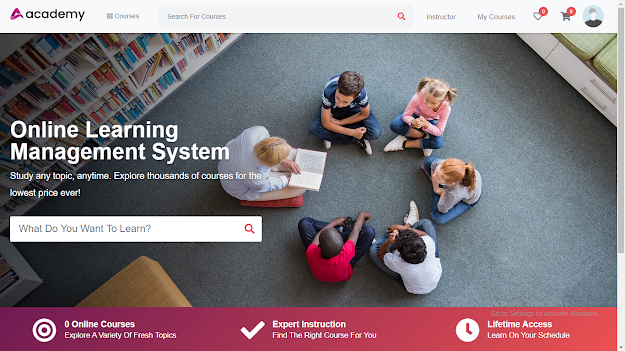 academy
Courses
Search For Courses
Instructor
My Courses
0
0
Online Learning
Management System
Study any topic, anytime. Explore thousands of courses for the
lowest price ever!
What Do You Want To Learn?
Go to Settings to activate Windows.
0 Online Courses
Explore A Variety Of Fresh Topics
Expert Instruction
Find The Right Course For You
Lifetime Access
Learn On Your Schedule